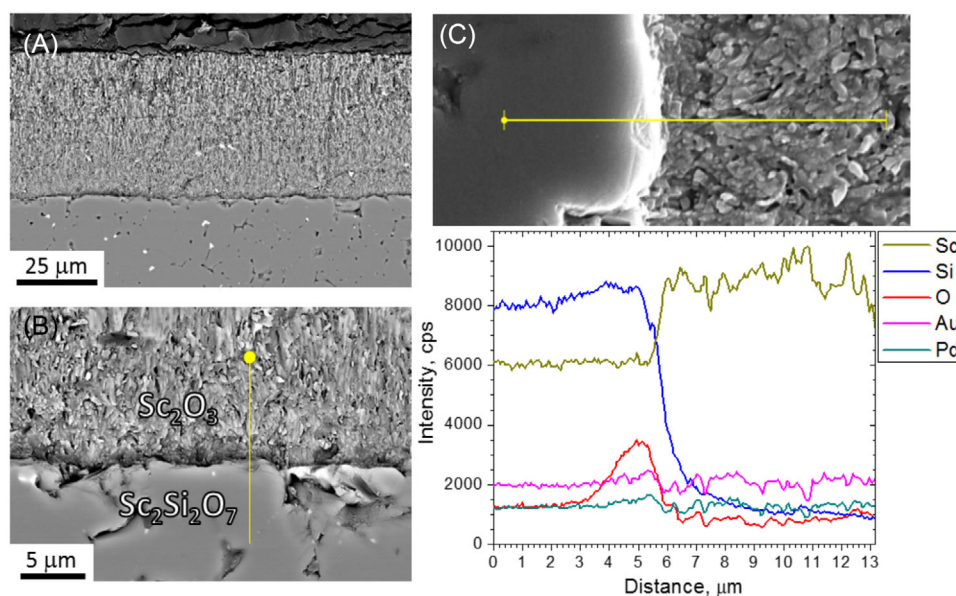 (A)
25 μm
(B)
Sc₂O₃
Sc₂Si₂O₇
5 μm
(C)
10000
8000
6000
4000
2000
0
Intensity, cps
0 1 2 3 4 5 6 7 8 9 10 11 12 13
Distance, μm
Sc
Si
O
Au
Pd